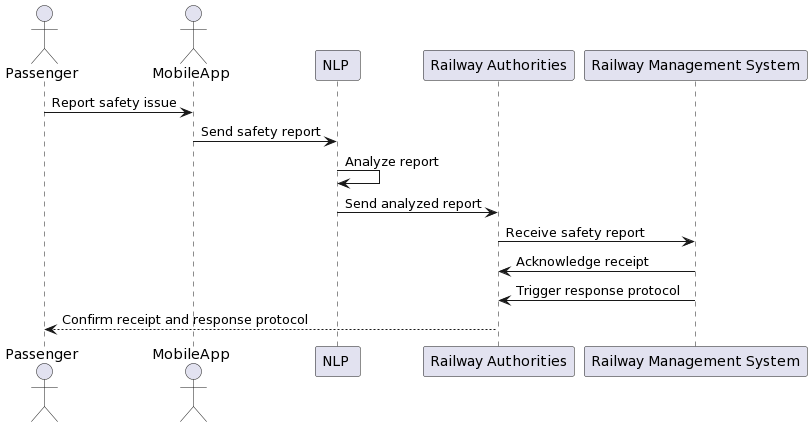 Passenger MobileApp NLP Railway Authorities Railway Management System
Report safety issue
Send safety report
Analyze report
Send analyzed report
Receive safety report
Acknowledge receipt
Trigger response protocol
Confirm receipt and response protocol
Passenger MobileApp NLP Railway Authorities Railway Management System